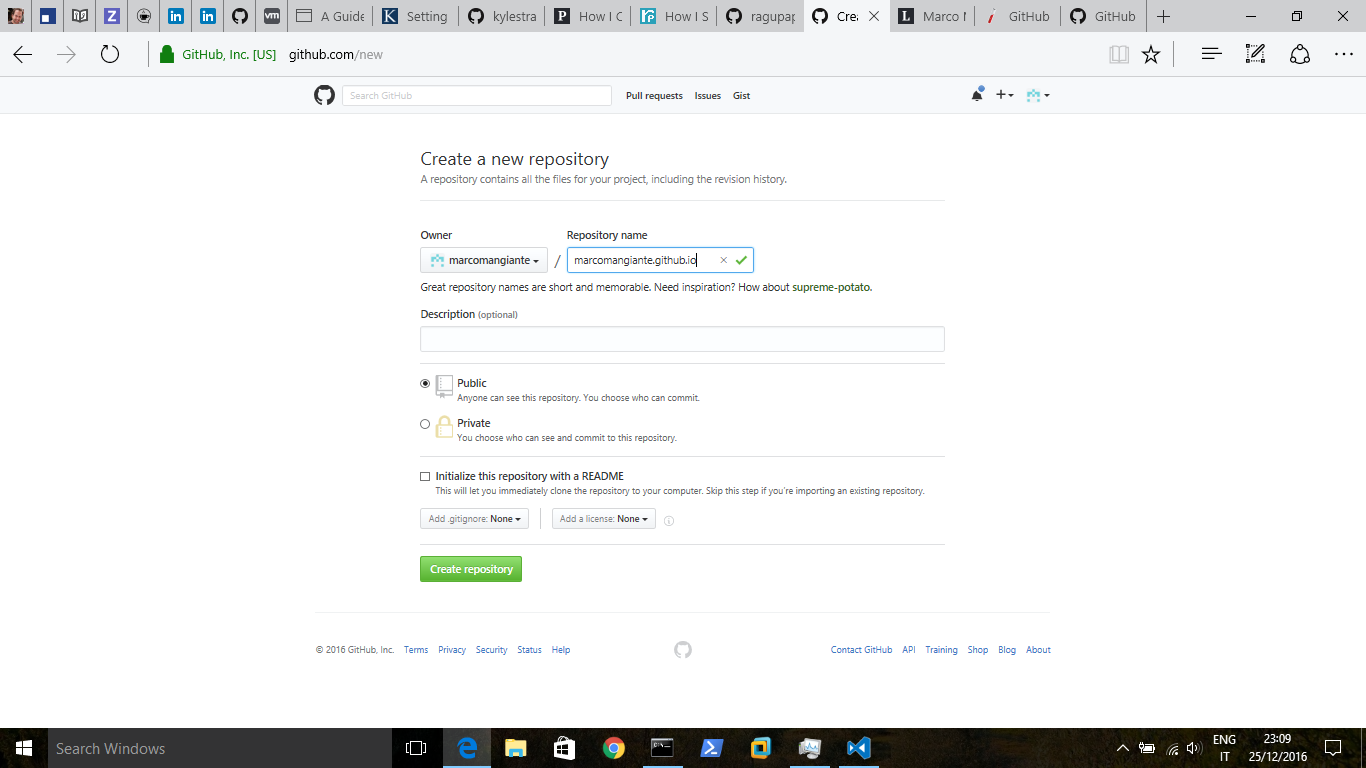 A Guide
Setting
kylestra
How I C
How I S
ragupap
Crea
Marco M
GitHub
GitHub
GitHub, Inc. [US] github.com/new
Search GitHub
Pull requests Issues Gist
Create a new repository
A repository contains all the files for your project, including the revision history.
Owner Repository name
marcomangiante / marcomangiante.github.io
Great repository names are short and memorable. Need inspiration? How about supreme-potato.
Description (optional)
Public
Anyone can see this repository. You choose who can commit.
Private
You choose who can see and commit to this repository.
Initialize this repository with a README
This will let you immediately clone the repository to your computer. Skip this step if you're importing an existing repository.
Add .gitignore: None Add a license: None
Create repository
© 2016 GitHub, Inc. Terms Privacy Security Status Help
Contact GitHub API Training Shop Blog About
Search Windows
ENG 23:09
IT 25/12/2016